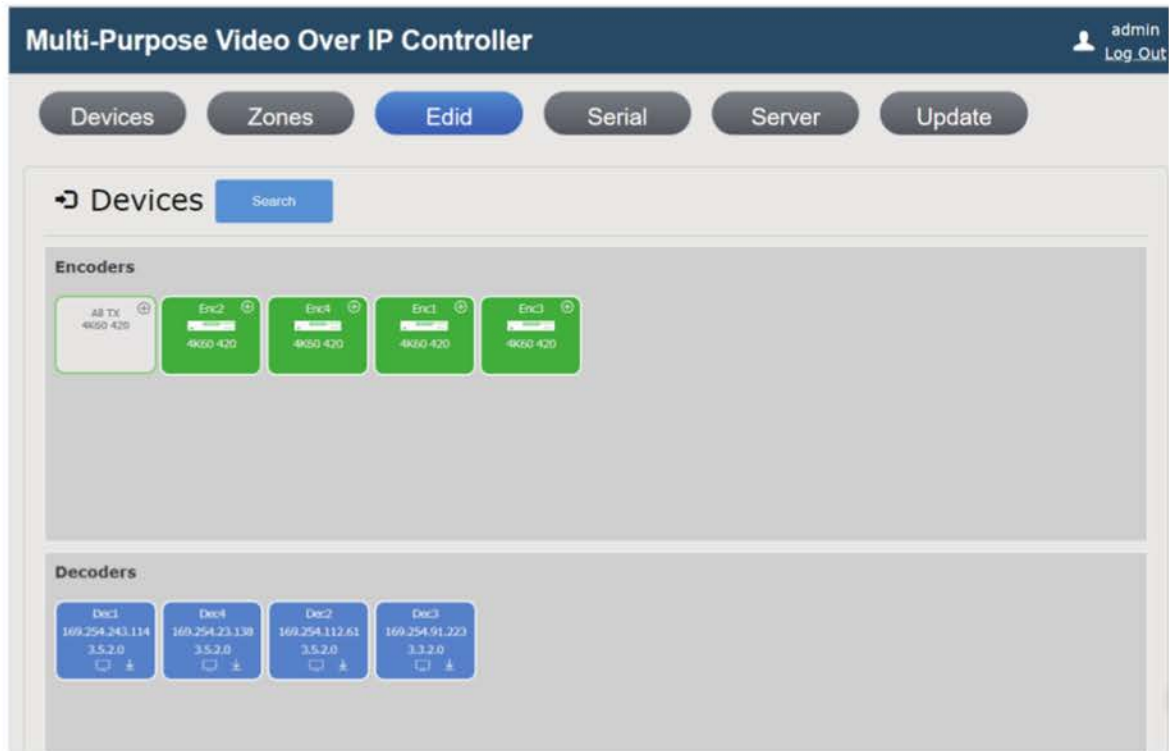 Multi-Purpose Video Over IP Controller
admin
Log Out
Devices Zones Edid Serial Server Update
Devices Search
Encoders
All TX
4K60 420
Enc2
4K60 420
Enc4
4K60 420
Enc1
4K60 420
Enc3
4K60 420
Decoders
Dec1
169.254.243.114
3.5.2.0
Dec4
169.254.23.138
3.5.2.0
Dec2
169.254.112.61
3.5.2.0
Dec3
169.254.91.223
3.3.2.0